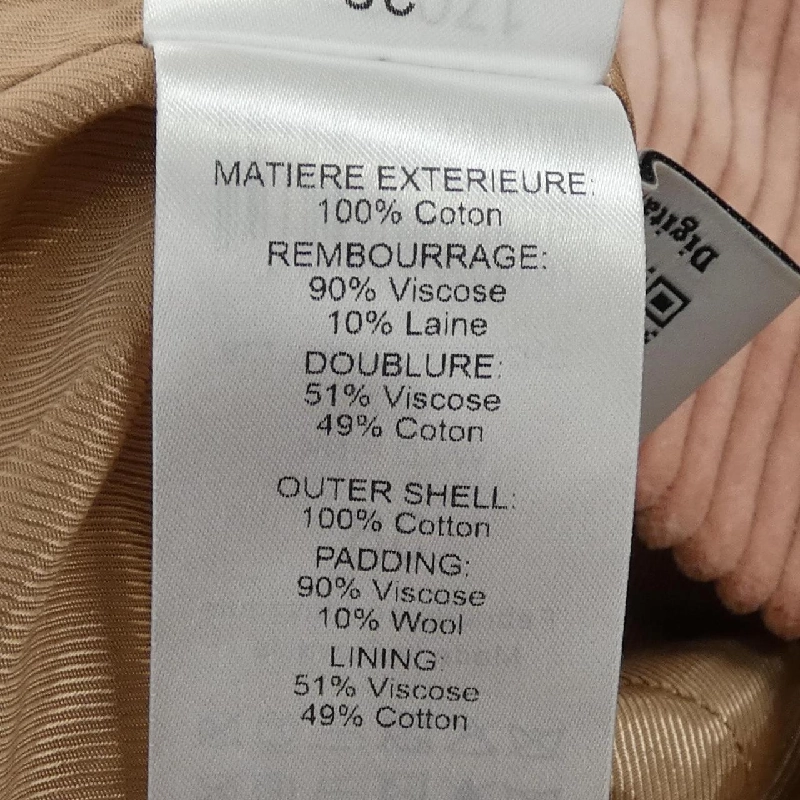 MATIERE EXTERIEURE:
100% Coton
REMBOURRAGE:
90% Viscose
10% Laine
DOUBLURE:
51% Viscose
49% Coton
OUTER SHELL:
100% Cotton
PADDING:
90% Viscose
10% Wool
LINING:
51% Viscose
49% Cotton